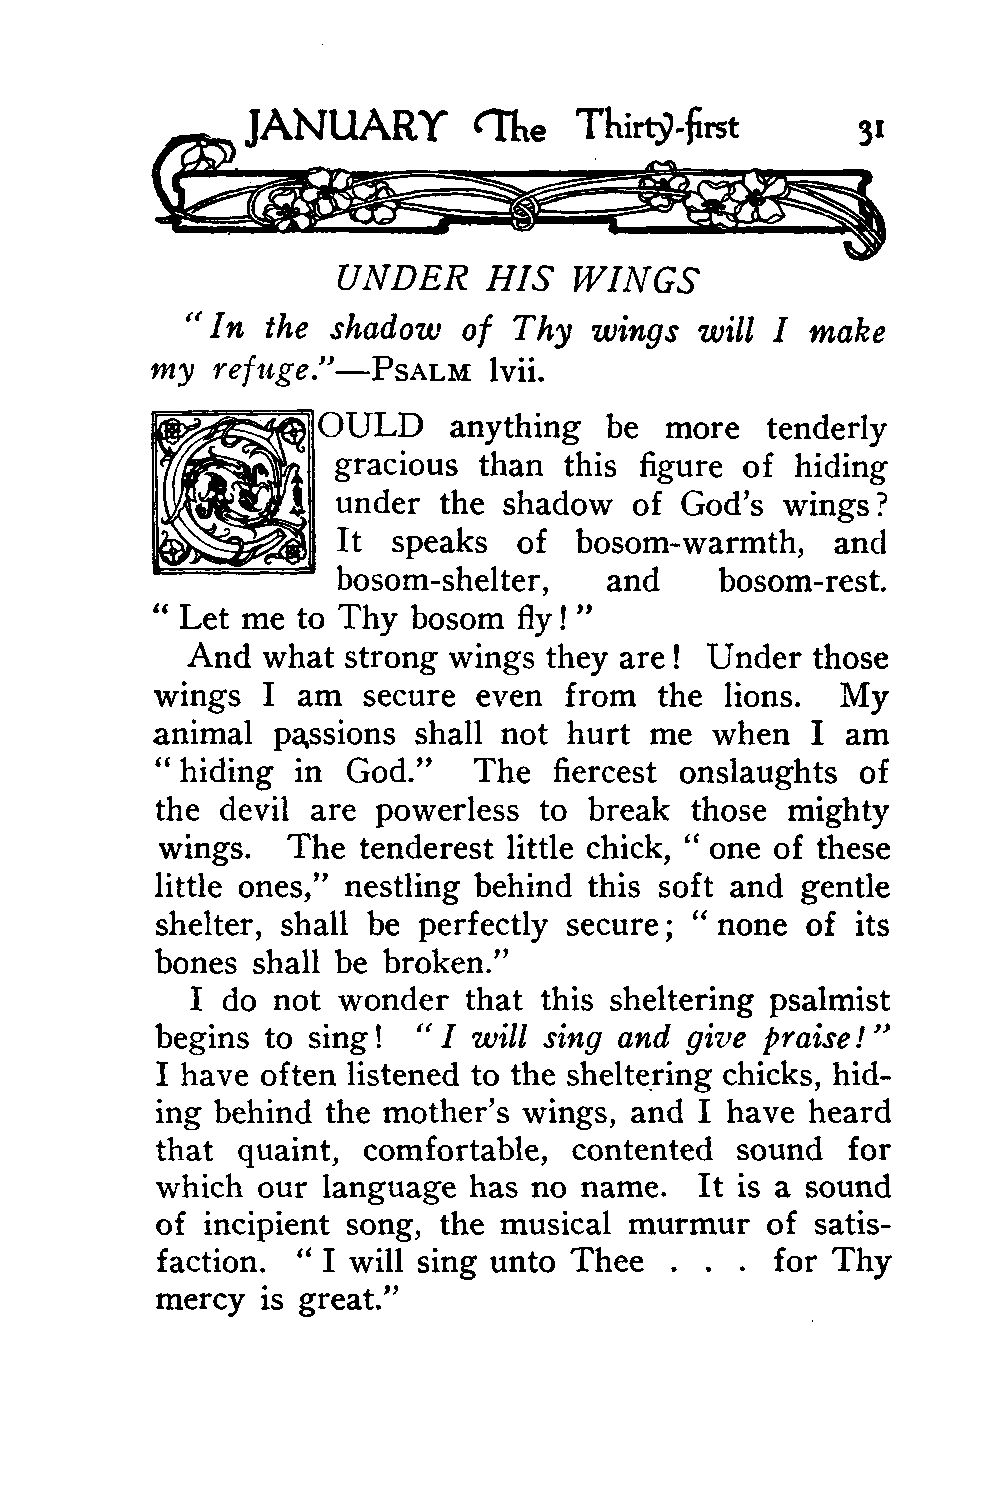 JANUARY The Thirty-first 31
UNDER HIS WINGS
"In the shadow of Thy wings will I make
my refuge."—PSALM lvii.
COULD anything be more tenderly
gracious than this figure of hiding
under the shadow of God's wings?
It speaks of bosom-warmth, and
bosom-shelter, and bosom-rest.
"Let me to Thy bosom fly!"
And what strong wings they are! Under those
wings I am secure even from the lions. My
animal passions shall not hurt me when I am
"hiding in God." The fiercest onslaughts of
the devil are powerless to break those mighty
wings. The tenderest little chick, "one of these
little ones," nestling behind this soft and gentle
shelter, shall be perfectly secure; "none of its
bones shall be broken."
I do not wonder that this sheltering psalmist
begins to sing! "I will sing and give praise!"
I have often listened to the sheltering chicks, hid-
ing behind the mother's wings, and I have heard
that quaint, comfortable, contented sound for
which our language has no name. It is a sound
of incipient song, the musical murmur of satis-
faction. "I will sing unto Thee . . . for Thy
mercy is great."